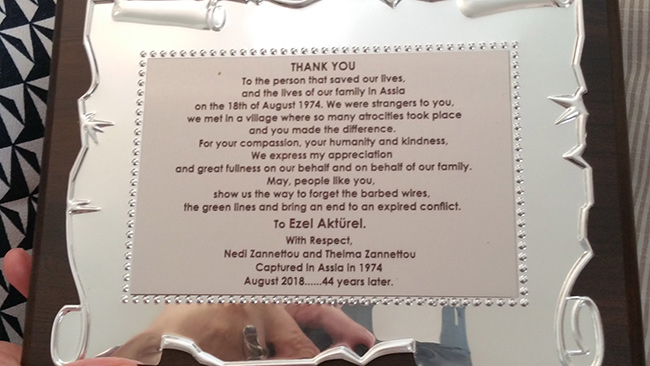 THANK YOU
To the person that saved our lives,
and the lives of our family in Assia
on the 18th of August 1974. We were strangers to you,
we met in a village where so many atrocities took place
and you made the difference.
For your compassion, your humanity and kindness,
We express my appreciation
and great fullness on our behalf and on behalf of our family.
May, people like you,
show us the way to forget the barbed wires,
the green lines and bring an end to an expired conflict.
To Ezel Aktürel.
With Respect,
Nedi Zannettou and Thelma Zannettou
Captured in Assia in 1974
August 2018......44 years later.